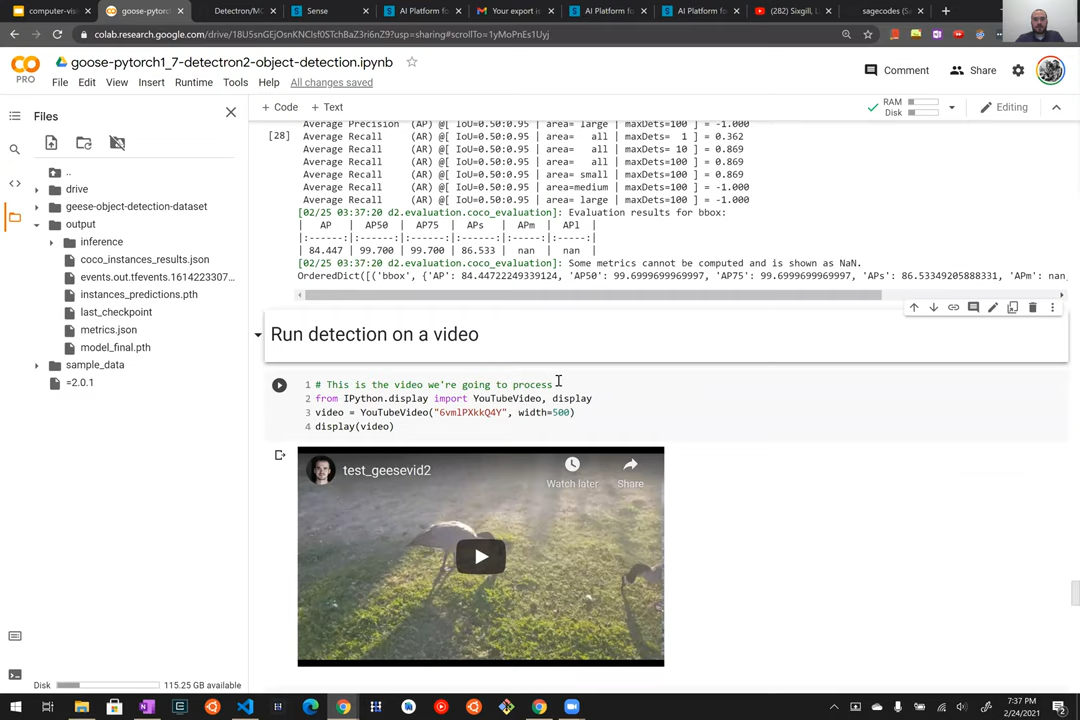 computer-vis
goose-pytorch1
Detectron/MO
Sense
AI Platform fo
Your export is
AI Platform fo
AI Platform fo
(282) Sixgill, L
sagecodes (Sa
colab.research.google.com/drive/18U5snGEjOsnKNCIsf0STchBaZ3ri6nZ9?usp=sharing#scrollTo=1yMoPnEs1Uyj
CO
PRO
goose-pytorch1_7-detectron2-object-detection.ipynb
File Edit View Insert Runtime Tools Help All changes saved
Comment
Share
Files
+ Code + Text
RAM
Disk
Editing
..
drive
geese-object-detection-dataset
output
inference
coco_instances_results.json
events.out.tfevents.1614223307...
instances_predictions.pth
last_checkpoint
metrics.json
model_final.pth
sample_data
=2.0.1
Disk 115.25 GB available
[28]
Average Precision (AP) @[ IoU=0.50:0.95 | area= large | maxDets=100 ] = -1.000
Average Recall (AR) @[ IoU=0.50:0.95 | area= all | maxDets= 1 ] = 0.362
Average Recall (AR) @[ IoU=0.50:0.95 | area= all | maxDets= 10 ] = 0.869
Average Recall (AR) @[ IoU=0.50:0.95 | area= all | maxDets=100 ] = 0.869
Average Recall (AR) @[ IoU=0.50:0.95 | area= small | maxDets=100 ] = 0.869
Average Recall (AR) @[ IoU=0.50:0.95 | area=medium | maxDets=100 ] = -1.000
Average Recall (AR) @[ IoU=0.50:0.95 | area= large | maxDets=100 ] = -1.000
[02/25 03:37:20 d2.evaluation.coco_evaluation]: Evaluation results for bbox:
| AP | AP50 | AP75 | APs | APm | APl |
|:------:|:------:|:------:|:------:|:-----:|:-----:|
| 84.447 | 99.700 | 99.700 | 86.533 | nan | nan |
[02/25 03:37:20 d2.evaluation.coco_evaluation]: Some metrics cannot be computed and is shown as NaN.
OrderedDict([('bbox', {'AP': 84.44722249339124, 'AP50': 99.6999699969997, 'AP75': 99.6999699969997, 'APs': 86.53349205888331, 'APm': nan
Run detection on a video
1 # This is the video we're going to process
2 from IPython.display import YouTubeVideo, display
3 video = YouTubeVideo("6vmlPXkkQ4Y", width=500)
4 display(video)
test_geesevid2
Watch later
Share
7:37 PM
2/24/2021